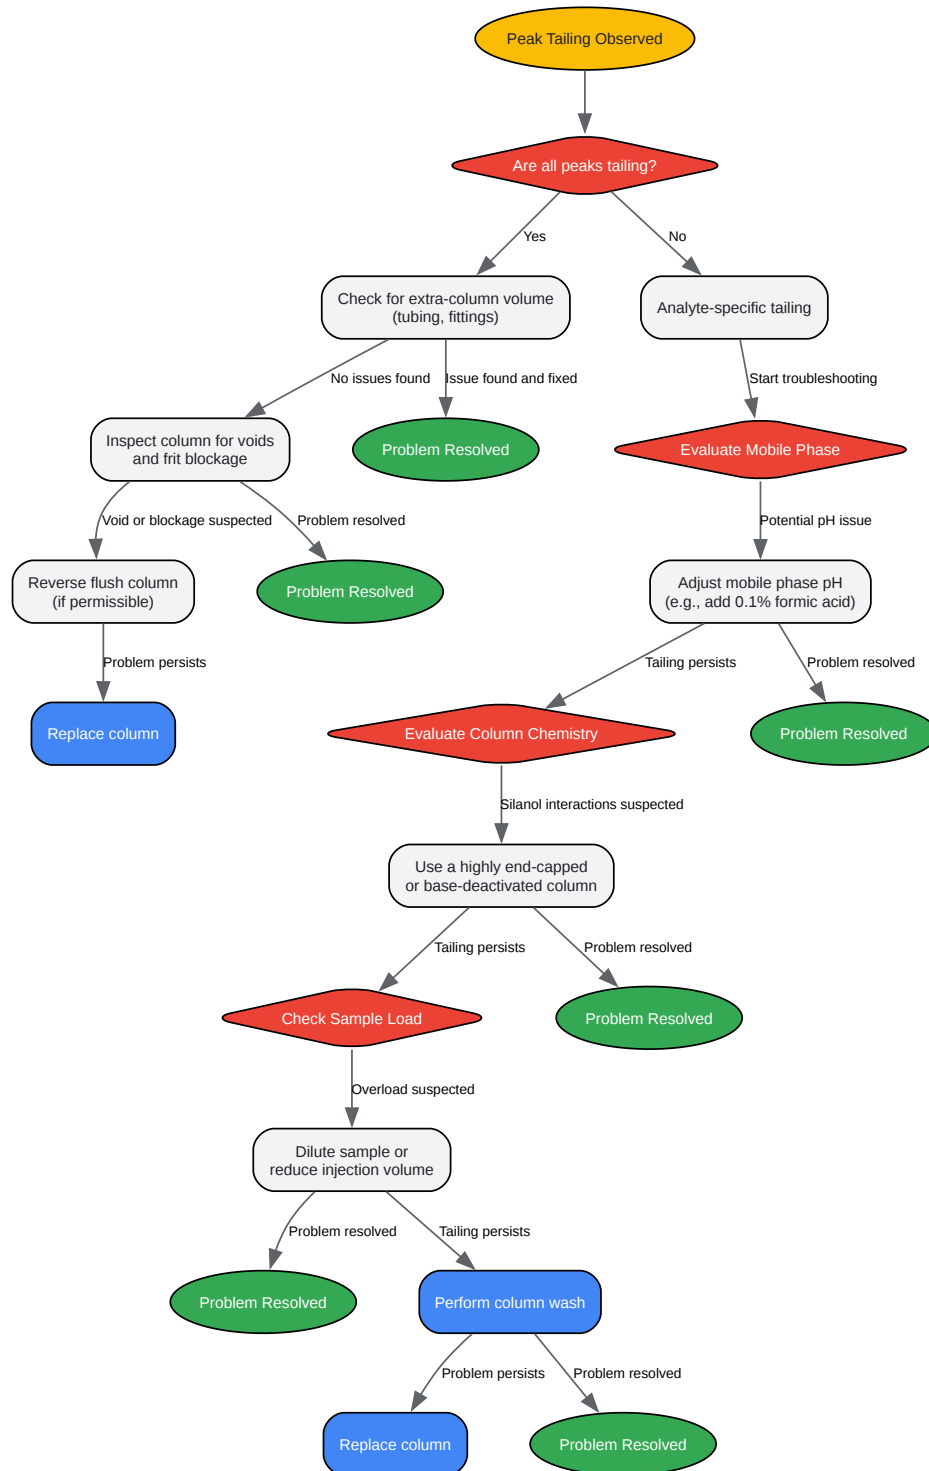 Peak Tailing Observed
Are all peaks tailing?
Yes
No
Check for extra-column volume
(tubing, fittings)
Analyte-specific tailing
No issues found
Issue found and fixed
Start troubleshooting
Inspect column for voids
and frit blockage
Problem Resolved
Evaluate Mobile Phase
Void or blockage suspected
Problem resolved
Potential pH issue
Reverse flush column
(if permissible)
Problem Resolved
Adjust mobile phase pH
(e.g., add 0.1% formic acid)
Problem persists
Tailing persists
Problem resolved
Replace column
Evaluate Column Chemistry
Problem Resolved
Silanol interactions suspected
Use a highly end-capped
or base-deactivated column
Tailing persists
Problem resolved
Check Sample Load
Problem Resolved
Overload suspected
Dilute sample or
reduce injection volume
Problem resolved
Tailing persists
Problem Resolved
Perform column wash
Problem persists
Problem resolved
Replace column
Problem Resolved